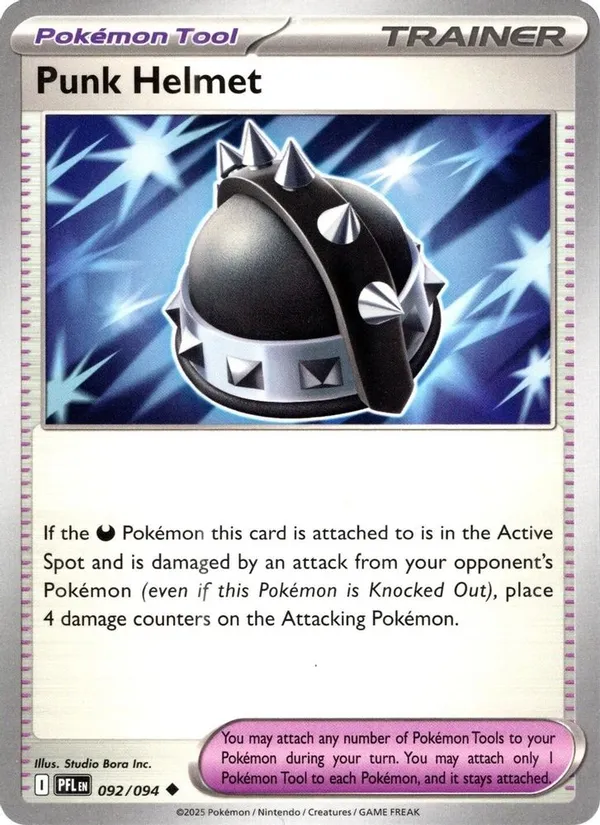 Pokémon Tool
TRAINER
Punk Helmet
If the Pokémon this card is attached to is in the Active
Spot and is damaged by an attack from your opponent's
Pokémon (even if this Pokémon is Knocked Out), place
4 damage counters on the Attacking Pokémon.
You may attach any number of Pokémon Tools to your
Pokémon during your turn. You may attach only 1
Pokémon Tool to each Pokémon, and it stays attached.
Illus. Studio Bora Inc.
I PFL EN 092/094
©2025 Pokémon / Nintendo / Creatures / GAME FREAK